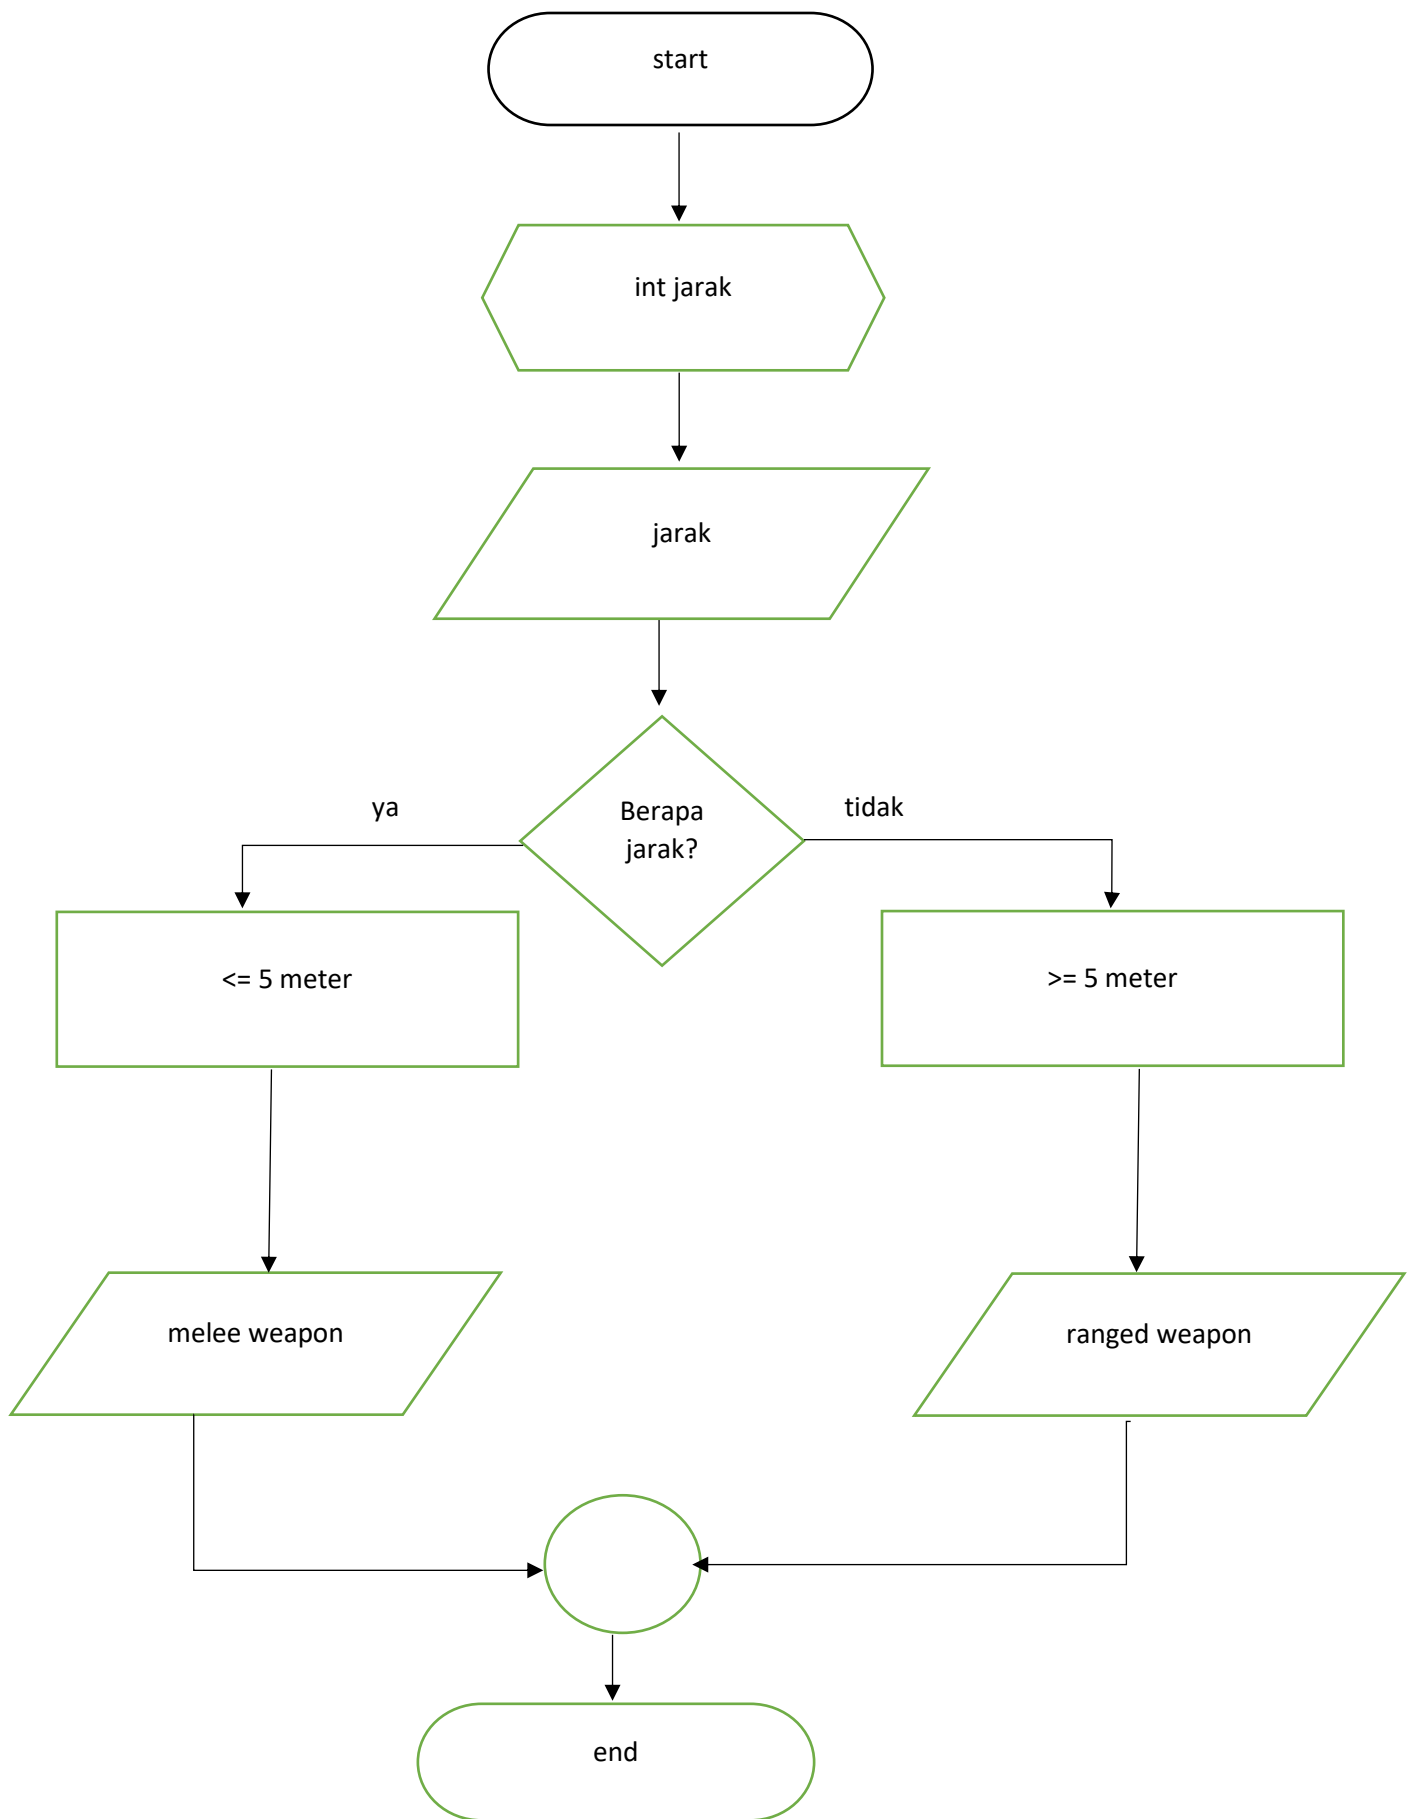 start
int jarak
jarak
ya
Berapa
jarak?
tidak
<= 5 meter
>= 5 meter
melee weapon
ranged weapon
end